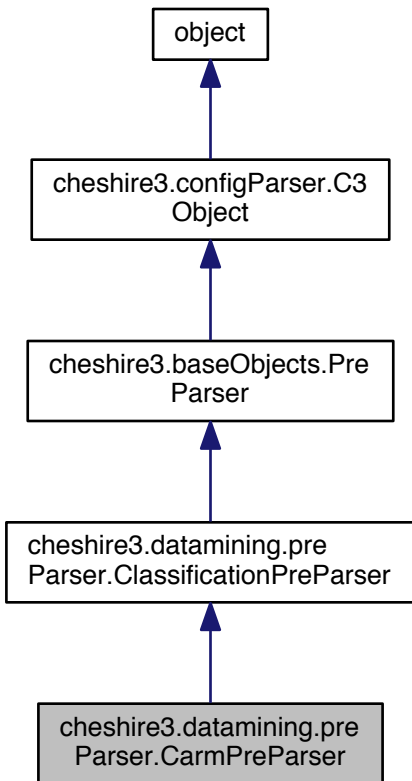 object
cheshire3.configParser.C3
Object
cheshire3.baseObjects.Pre
Parser
cheshire3.datamining.pre
Parser.ClassificationPreParser
cheshire3.datamining.pre
Parser.CarmPreParser